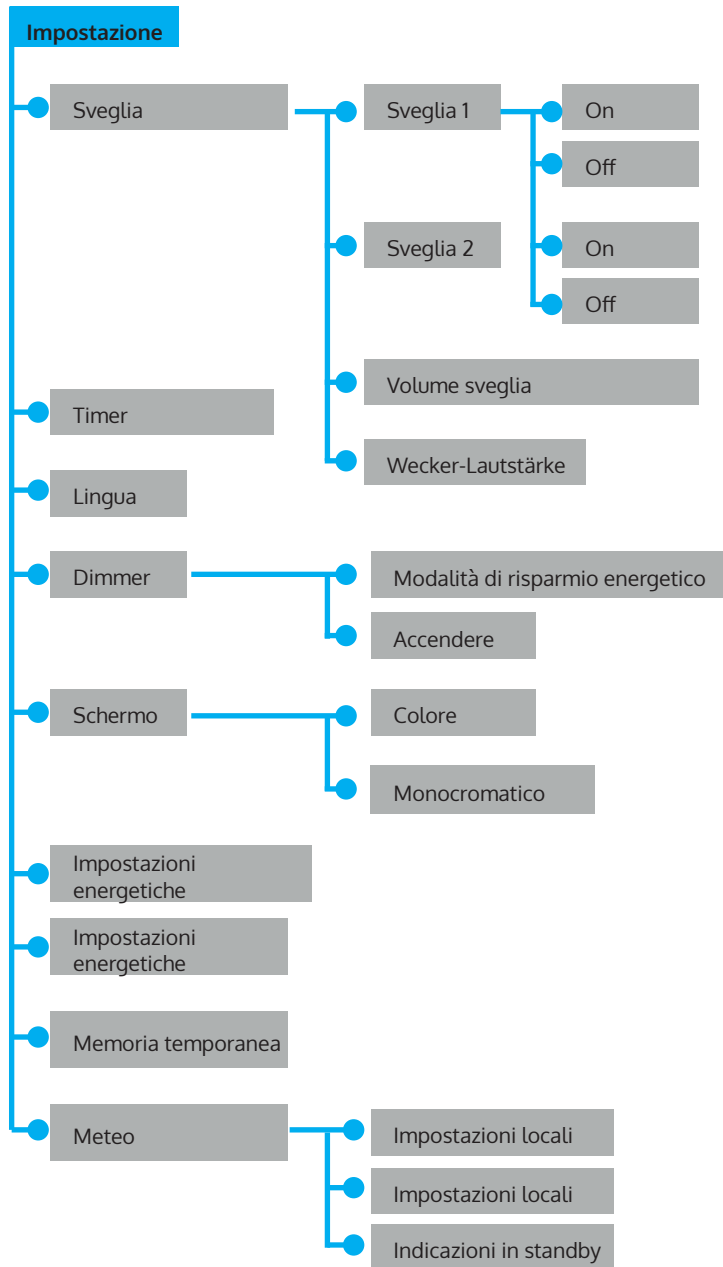 Impostazione
Sveglia
Sveglia 1
On
Off
Sveglia 2
On
Off
Volume sveglia
Wecker-Lautstärke
Timer
Lingua
Dimmer
Modalità di risparmio energetico
Accendere
Schermo
Colore
Monocromatico
Impostazioni
energetiche
Impostazioni
energetiche
Memoria temporanea
Meteo
Impostazioni locali
Impostazioni locali
Indicazioni in standby